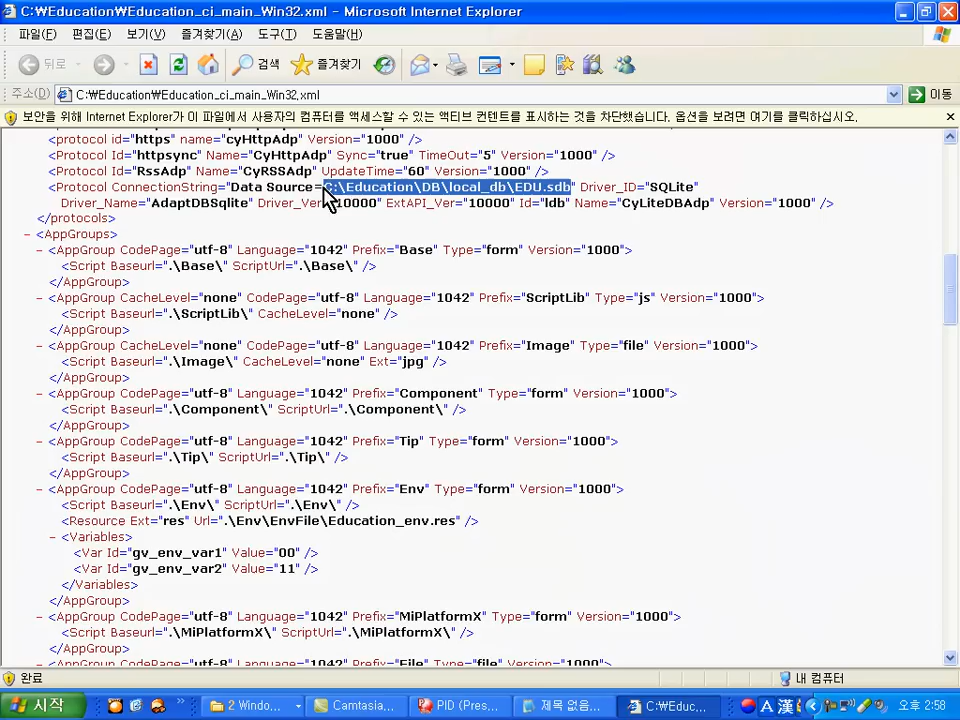 C:₩Education₩Education_ci_main_Win32.xml - Microsoft Internet Explorer
파일(F) 편집(E) 보기(V) 즐겨찾기(A) 도구(T) 도움말(H)
뒤로 검색 즐겨찾기
주소(D) C:₩Education₩Education_ci_main_Win32.xml 이동
보안을 위해 Internet Explorer가 이 파일에서 사용자의 컴퓨터를 액세스할 수 있는 액티브 컨텐트를 표시하는 것을 차단했습니다. 옵션을 보려면 여기를 클릭하십시오.
<protocol id="https" name="cyHttpAdp" Version="1000" />
<Protocol Id="httpsync" Name="CyHttpAdp" Sync="true" TimeOut="5" Version="1000" />
<Protocol Id="RssAdp" Name="CyRSSAdp" UpdateTime="60" Version="1000" />
<Protocol ConnectionString="Data Source=C:\Education\DB\local_db\EDU.sdb" Driver_ID="SQLite"
Driver_Name="AdaptDBSqlite" Driver_Ver="10000" ExtAPI_Ver="10000" Id="ldb" Name="CyLiteDBAdp" Version="1000" />
</protocols>
- <AppGroups>
- <AppGroup CodePage="utf-8" Language="1042" Prefix="Base" Type="form" Version="1000">
<Script Baseurl=".\Base\" ScriptUrl=".\Base\" />
</AppGroup>
- <AppGroup CacheLevel="none" CodePage="utf-8" Language="1042" Prefix="ScriptLib" Type="js" Version="1000">
<Script Baseurl=".\ScriptLib\" CacheLevel="none" />
</AppGroup>
- <AppGroup CacheLevel="none" CodePage="utf-8" Language="1042" Prefix="Image" Type="file" Version="1000">
<Script Baseurl=".\Image\" CacheLevel="none" Ext="jpg" />
</AppGroup>
- <AppGroup CodePage="utf-8" Language="1042" Prefix="Component" Type="form" Version="1000">
<Script Baseurl=".\Component\" ScriptUrl=".\Component\" />
</AppGroup>
- <AppGroup CodePage="utf-8" Language="1042" Prefix="Tip" Type="form" Version="1000">
<Script Baseurl=".\Tip\" ScriptUrl=".\Tip\" />
</AppGroup>
- <AppGroup CodePage="utf-8" Language="1042" Prefix="Env" Type="form" Version="1000">
<Script Baseurl=".\Env\" ScriptUrl=".\Env\" />
<Resource Ext="res" Url=".\Env\EnvFile\Education_env.res" />
- <Variables>
<Var Id="gv_env_var1" Value="00" />
<Var Id="gv_env_var2" Value="11" />
</Variables>
</AppGroup>
- <AppGroup CodePage="utf-8" Language="1042" Prefix="MiPlatformX" Type="form" Version="1000">
<Script Baseurl=".\MiPlatformX\" ScriptUrl=".\MiPlatformX\" />
</AppGroup>
- <AppGroup CodePage="utf-8" Language="1042" Prefix="File" Type="file" Version="1000">
완료 내 컴퓨터
시작 2 Windo... Camtasia... PID (Pres... 제목 없음... C:₩Educ... A 漢 오후 2:58